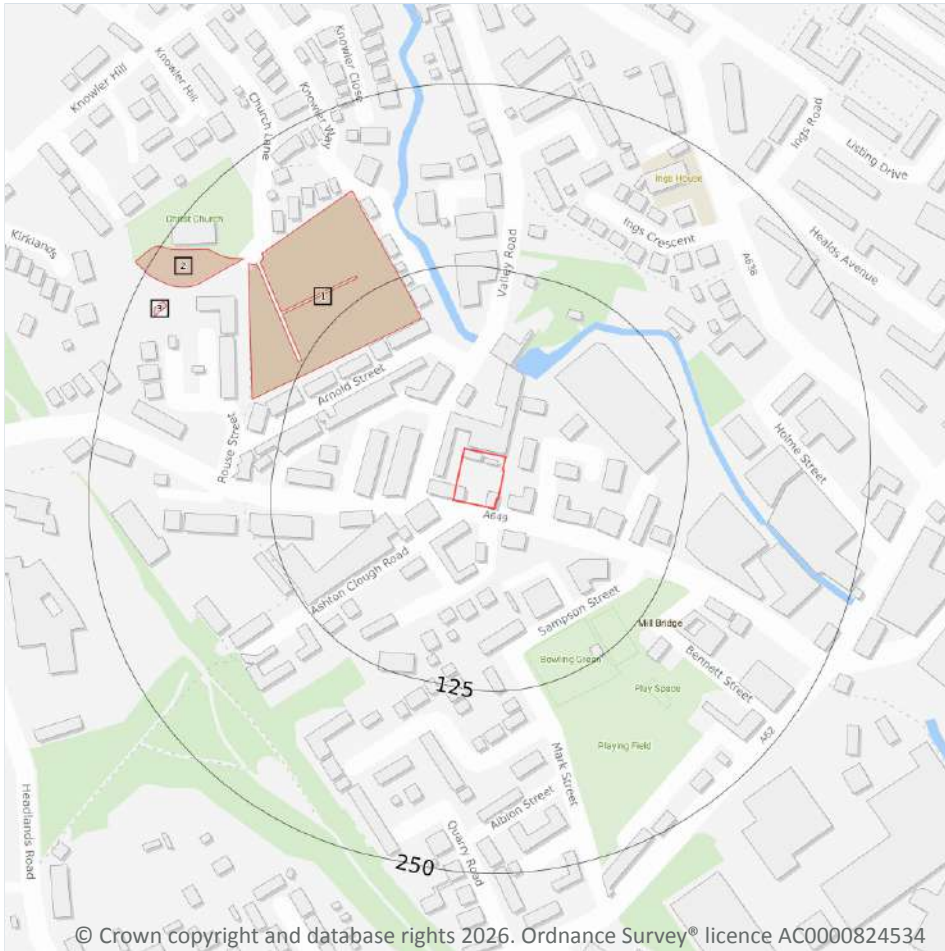 Knowler Hill
Knowler Hill
Knowler Close
Church Lane
Knowler Way
Ings Road
Listing Drive
Ings House
Christ Church
Kirklands
Ings Crescent
Healds Avenue
Valley Road
A638
2
3
1
Arnold Street
Rouse Street
Holme Street
A649
Ashton Clough Road
Sampson Street
Mill Bridge
Bowling Green
Bennett Street
125
Play Space
A62
Playing Field
Mark Street
Albion Street
Headlands Road
Quarry Road
250
© Crown copyright and database rights 2026. Ordnance Survey® licence AC0000824534